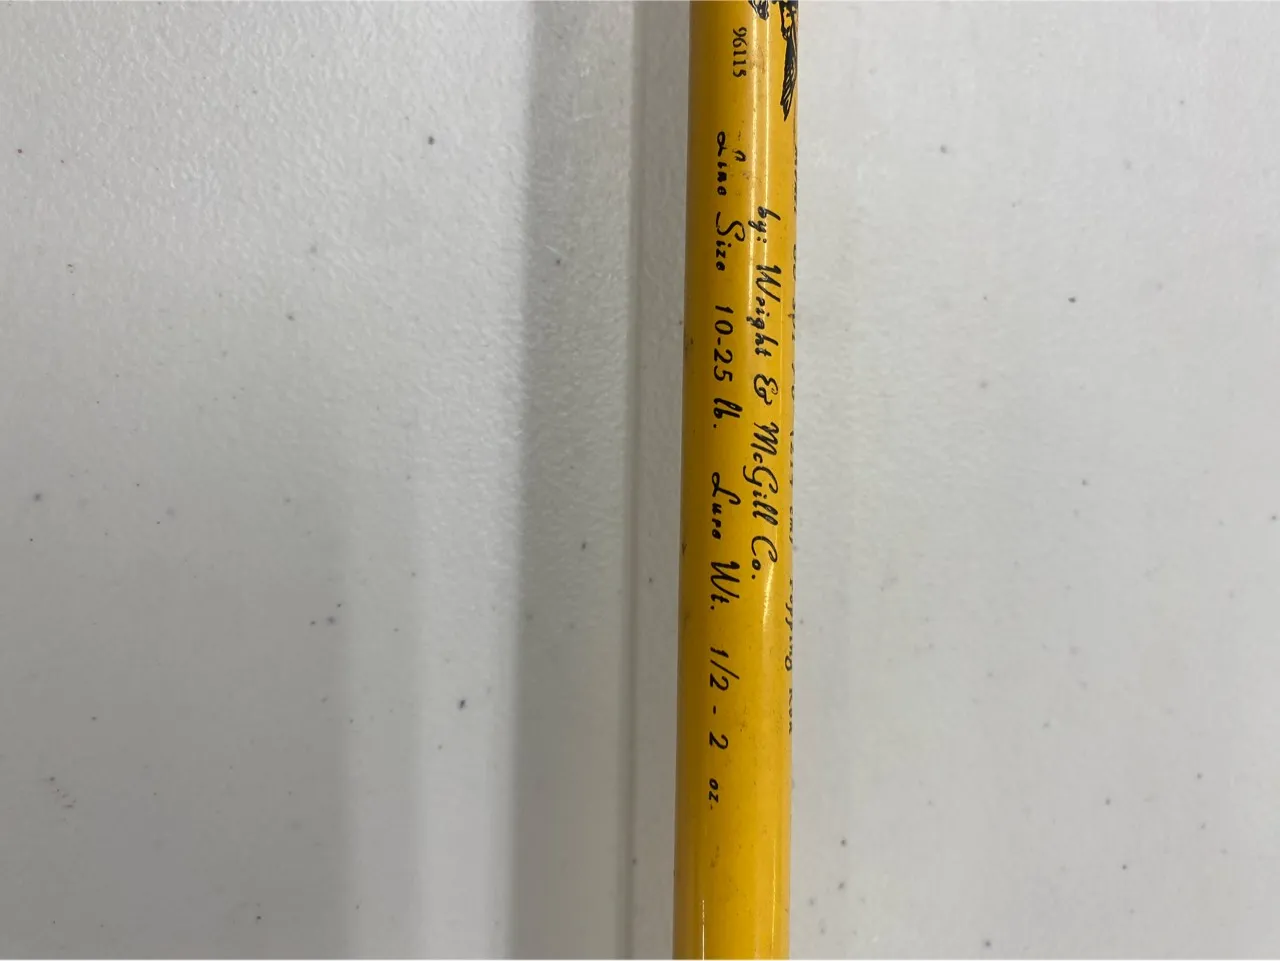 96115
by: Wright & McGill Co.
Line Size 10-25 lb. Lure Wt. 1/2 - 2 oz.